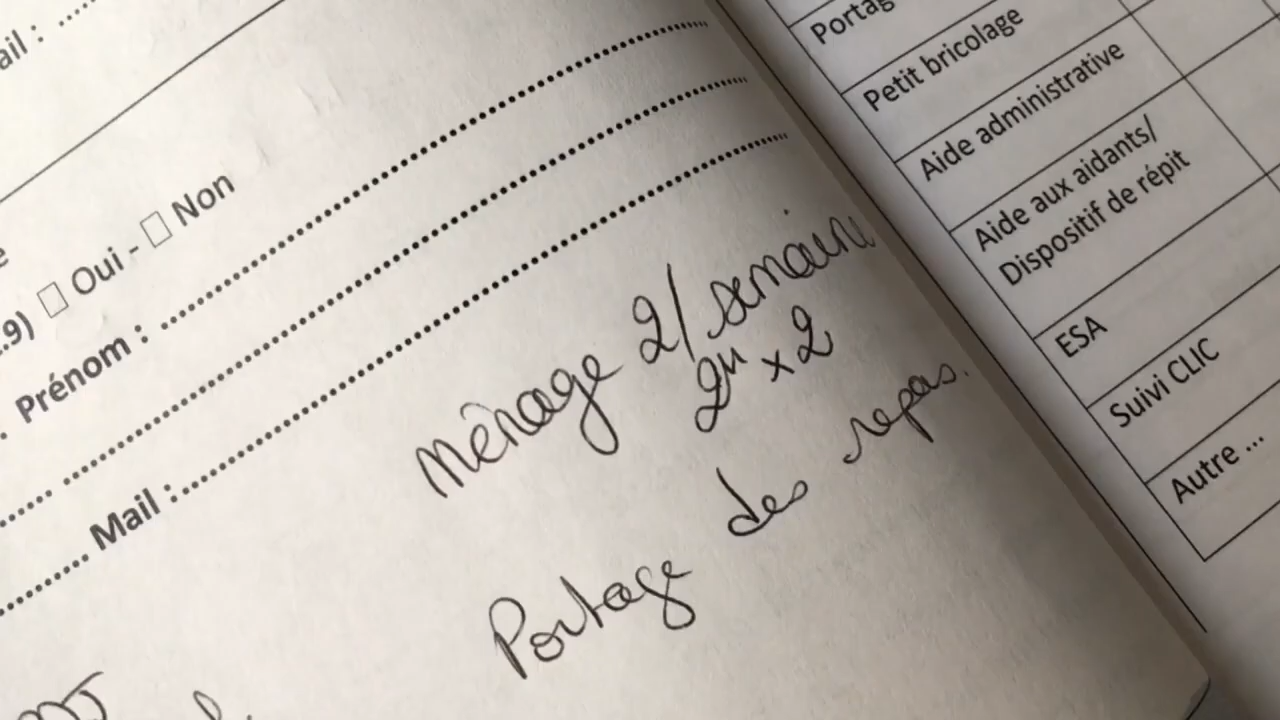 ail :
□ Oui - □ Non
.9)
Prénom :
Mail :
Ménage 2/semaine
2H x 2
Portage des repas.
Portag
Petit bricolage
Aide administrative
Aide aux aidants/
Dispositif de répit
ESA
Suivi CLIC
Autre ...